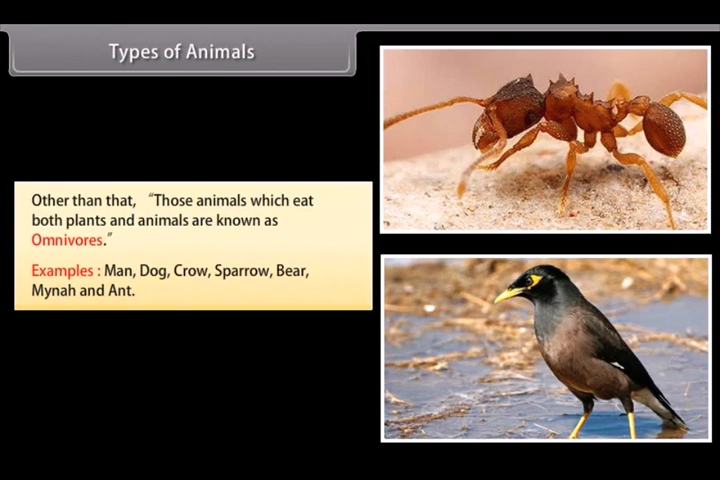 Types of Animals
Other than that, “Those animals which eat
both plants and animals are known as
Omnivores.”
Examples : Man, Dog, Crow, Sparrow, Bear,
Mynah and Ant.